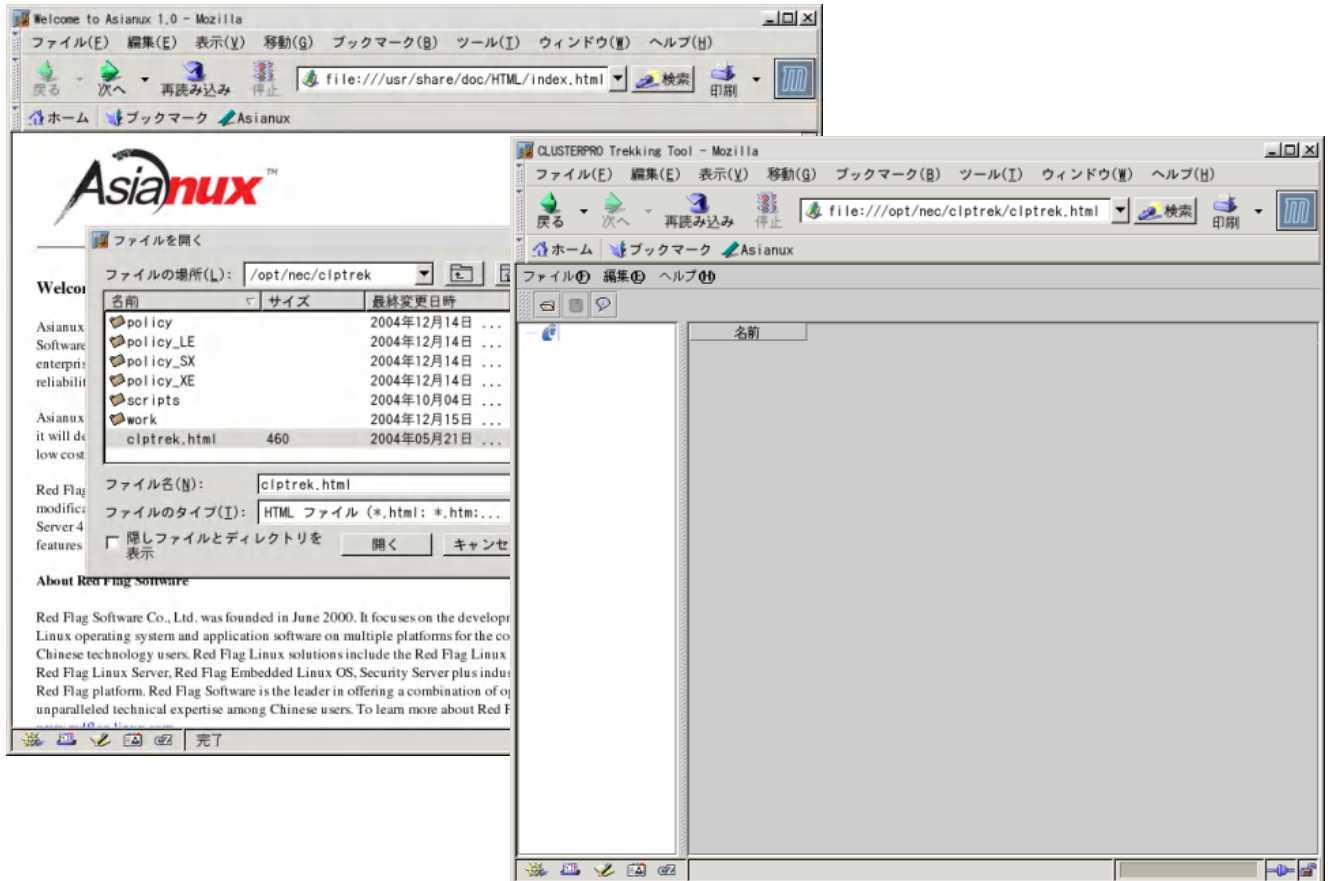 Welcome to Asianux 1.0 - Mozilla
ファイル(F) 編集(E) 表示(V) 移動(G) ブックマーク(B) ツール(T) ウィンドウ(W) ヘルプ(H)
戻る 次へ 再読み込み 停止 file:///usr/share/doc/HTML/index.html 検索 印刷
ホーム ブックマーク Asianux
Asianux™
ファイルを開く
ファイルの場所(L): /opt/nec/clptrek
名前 サイズ 最終変更日時
policy 2004年12月14日 ...
policy_LE 2004年12月14日 ...
policy_SX 2004年12月14日 ...
policy_XE 2004年12月14日 ...
scripts 2004年10月04日 ...
work 2004年12月15日 ...
clptrek.html 460 2004年05月21日 ...
ファイル名(N): clptrek.html
ファイルのタイプ(T): HTML ファイル (*.html; *.htm;...
隠しファイルとディレクトリを
表示
開く キャンセ
Asianux
Software
Asianux
it will de
low cost
Red Flag
Server 4
features
About Red Flag Software
Red Flag Software Co., Ltd. was founded in June 2000. It focuses on the
Linux operating system and application software on multiple platforms for the
Chinese technology users. Red Flag Linux solutions include the Red Flag Linux
Red Flag Linux Server, Red Flag Embedded Linux OS, Security Server plus
Red Flag platform. Red Flag Software is the leader in offering a combination of
unparalleled technical expertise among Chinese users. To learn more about Red
完了
CLUSTERPRO Trekking Tool - Mozilla
ファイル(F) 編集(E) 表示(V) 移動(G) ブックマーク(B) ツール(T) ウィンドウ(W) ヘルプ(H)
戻る 次へ 再読み込み 停止 file:///opt/nec/clptrek/clptrek.html 検索 印刷
ホーム ブックマーク Asianux
ファイル(F) 編集(E) ヘルプ(H)
名前